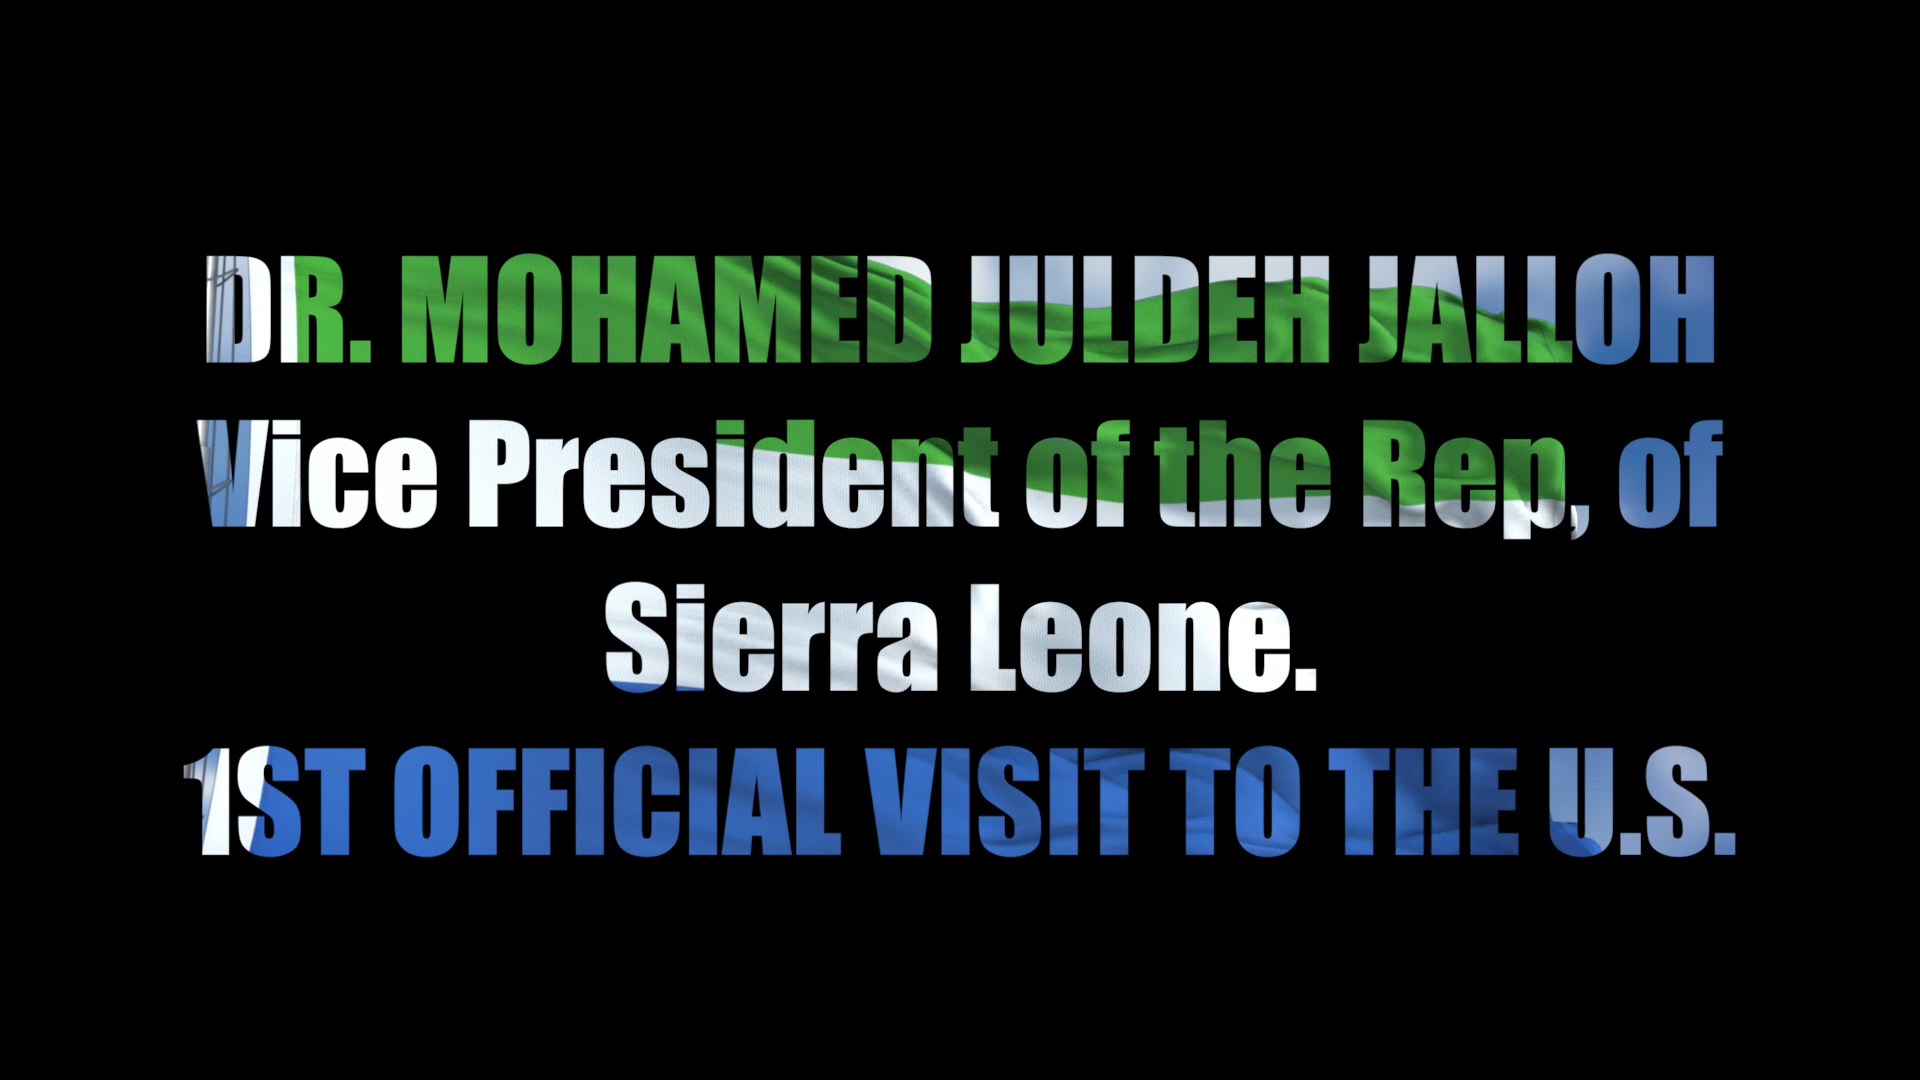 DR. MOHAMED JULDEH JALLOH
Vice President of the Rep, of
Sierra Leone.
1ST OFFICIAL VISIT TO THE U.S.